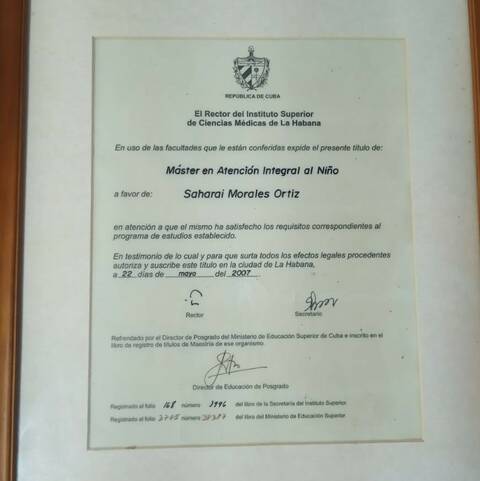 REPÚBLICA DE CUBA
El Rector del Instituto Superior
de Ciencias Médicas de La Habana
En uso de las facultades que le están conferidas expide el presente título de:
Máster en Atención Integral al Niño
a favor de: Saharai Morales Ortiz
en atención a que el mismo ha satisfecho los requisitos correspondientes al
programa de estudios establecido.
En testimonio de lo cual y para que surta todos los efectos legales procedentes
autoriza y suscribe este título en la ciudad de La Habana,
a 22 días de mayo del 2007.
Rector Secretario
Refrendado por el Director de Posgrado del Ministerio de Educación Superior de Cuba e inscrito en el
libro de registro de títulos de Maestría de ese organismo.
Director de Educación de Posgrado
Registrado al folio 168 número 3996 del libro de la Secretaría del Instituto Superior.
Registrado al folio número del libro del Ministerio de Educación Superior.